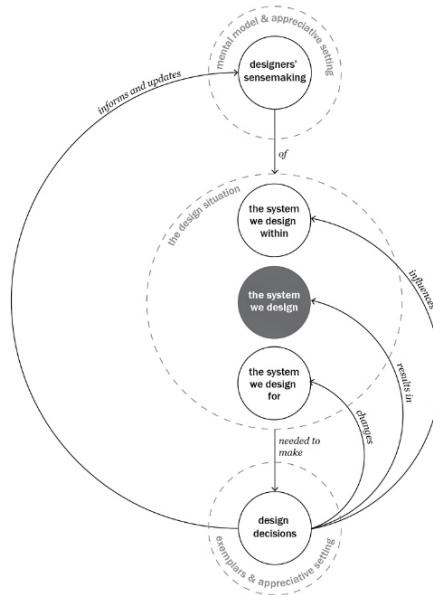 mental model & appreciative setting
designers'
sensemaking
informs and updates
of
the design situation
the system
we design
within
influences
the system
we design
results in
the system
we design
for
changes
needed to
make
design
decisions
exemplars & appreciative setting